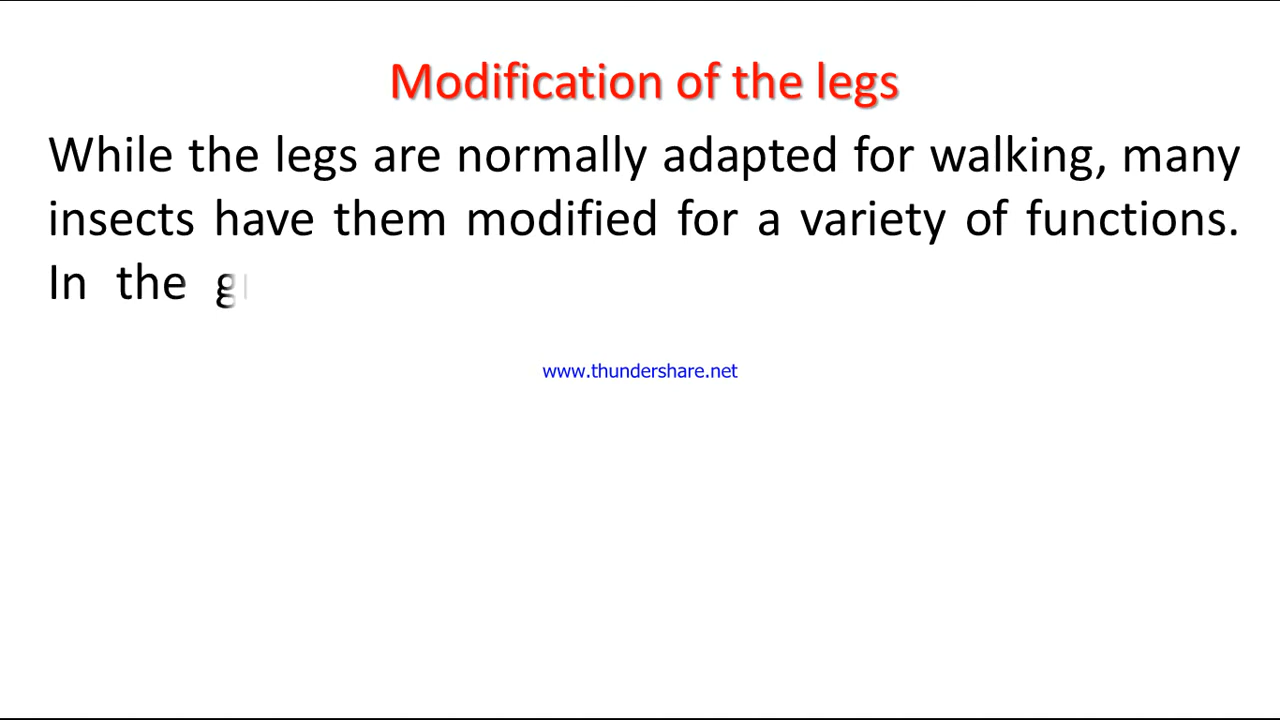 Modification of the legs
While the legs are normally adapted for walking, many
insects have them modified for a variety of functions.
In the
www.thundershare.net